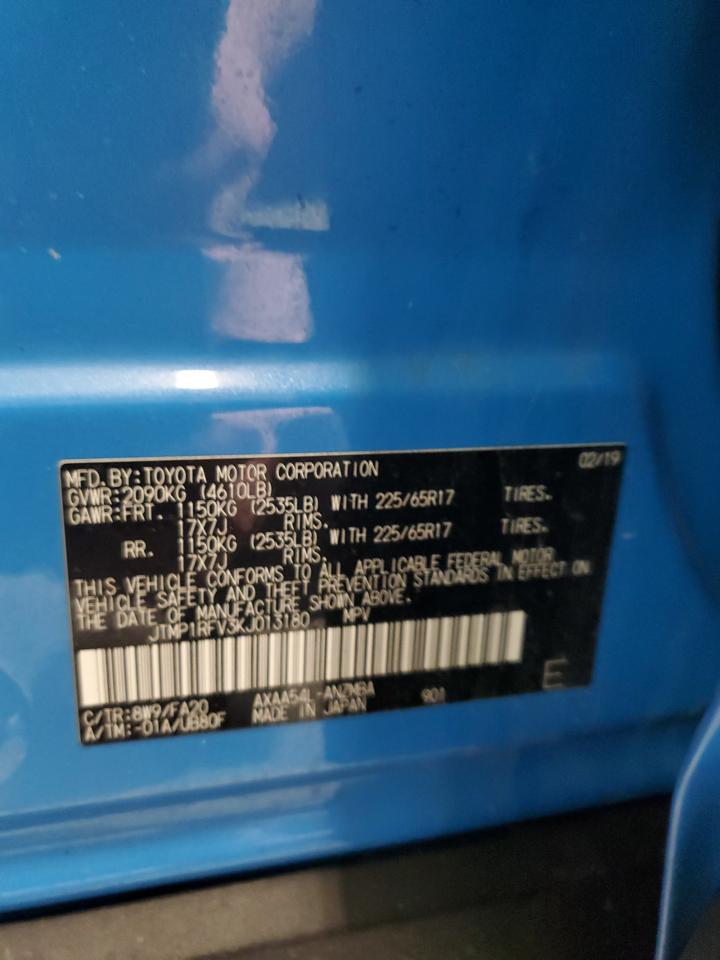 MFD.BY:TOYOTA MOTOR CORPORATION 02/19
GVWR:2090KG (4610LB)
GAWR:FRT. 1150KG (2535LB) WITH 225/65R17 TIRES.
17X7J RIMS.
RR. 1150KG (2535LB) WITH 225/65R17 TIRES.
17X7J RIMS.
THIS VEHICLE CONFORMS TO ALL APPLICABLE FEDERAL MOTOR
VEHICLE SAFETY AND THEFT PREVENTION STANDARDS IN EFFECT ON
THE DATE OF MANUFACTURE SHOWN ABOVE.
JTMP1RFV3KJ013180 MPV
C/TR:8W9/FA20 AXAA54L-ANZMBA 901 E
A/TM:-01A/UB80F MADE IN JAPAN